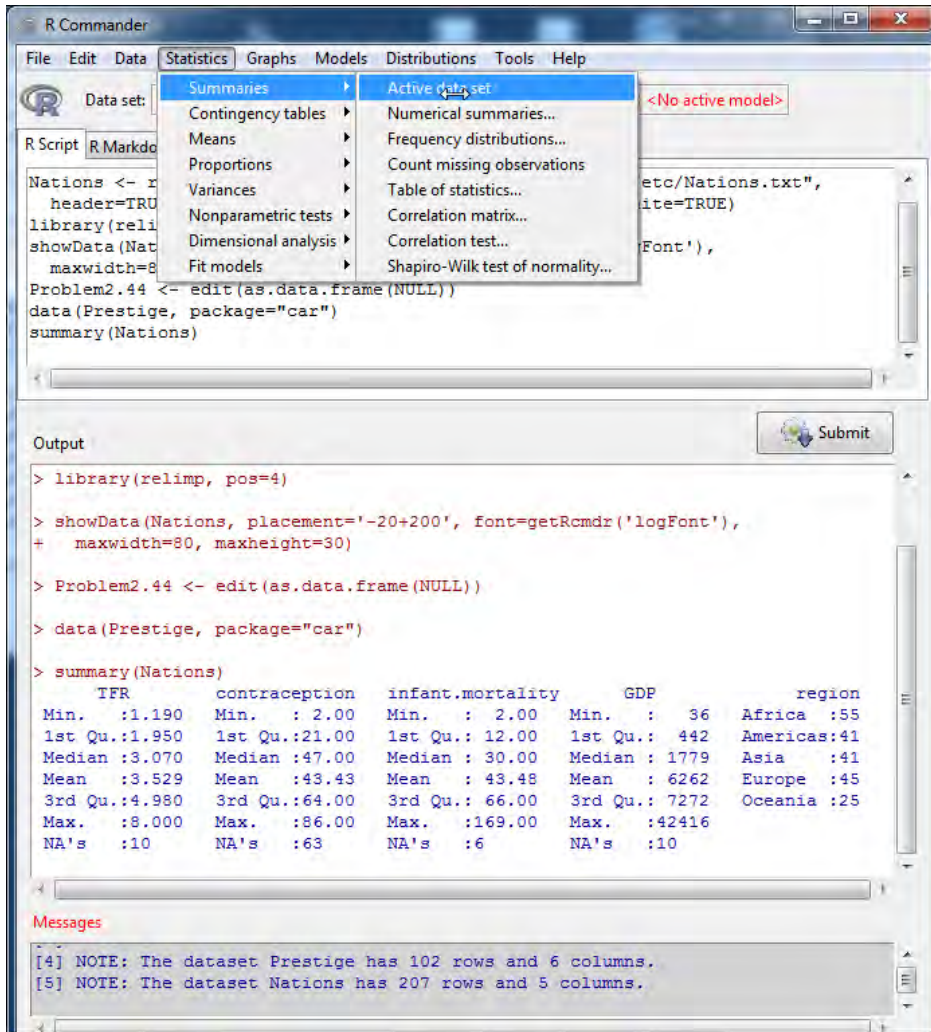 R Commander
File Edit Data Statistics Graphs Models Distributions Tools Help
Data set: <No active model>
Summaries
Contingency tables
Means
Proportions
Variances
Nonparametric tests
Dimensional analysis
Fit models
Active data set
Numerical summaries...
Frequency distributions...
Count missing observations
Table of statistics...
Correlation matrix...
Correlation test...
Shapiro-Wilk test of normality...
R Script R Markdo
Nations <- r etc/Nations.txt",
header=TRU ite=TRUE)
library(reli
showData(Nat Font'),
maxwidth=8
Problem2.44 <- edit(as.data.frame(NULL))
data(Prestige, package="car")
summary(Nations)
Output
Submit
> library(relimp, pos=4)
> showData(Nations, placement='-20+200', font=getRcmdr('logFont'),
+ maxwidth=80, maxheight=30)
> Problem2.44 <- edit(as.data.frame(NULL))
> data(Prestige, package="car")
> summary(Nations)
TFR contraception infant.mortality GDP region
Min. :1.190 Min. : 2.00 Min. : 2.00 Min. : 36 Africa :55
1st Qu.:1.950 1st Qu.:21.00 1st Qu.: 12.00 1st Qu.: 442 Americas:41
Median :3.070 Median :47.00 Median : 30.00 Median : 1779 Asia :41
Mean :3.529 Mean :43.43 Mean : 43.48 Mean : 6262 Europe :45
3rd Qu.:4.980 3rd Qu.:64.00 3rd Qu.: 66.00 3rd Qu.: 7272 Oceania :25
Max. :8.000 Max. :86.00 Max. :169.00 Max. :42416
NA's :10 NA's :63 NA's :6 NA's :10
Messages
[4] NOTE: The dataset Prestige has 102 rows and 6 columns.
[5] NOTE: The dataset Nations has 207 rows and 5 columns.